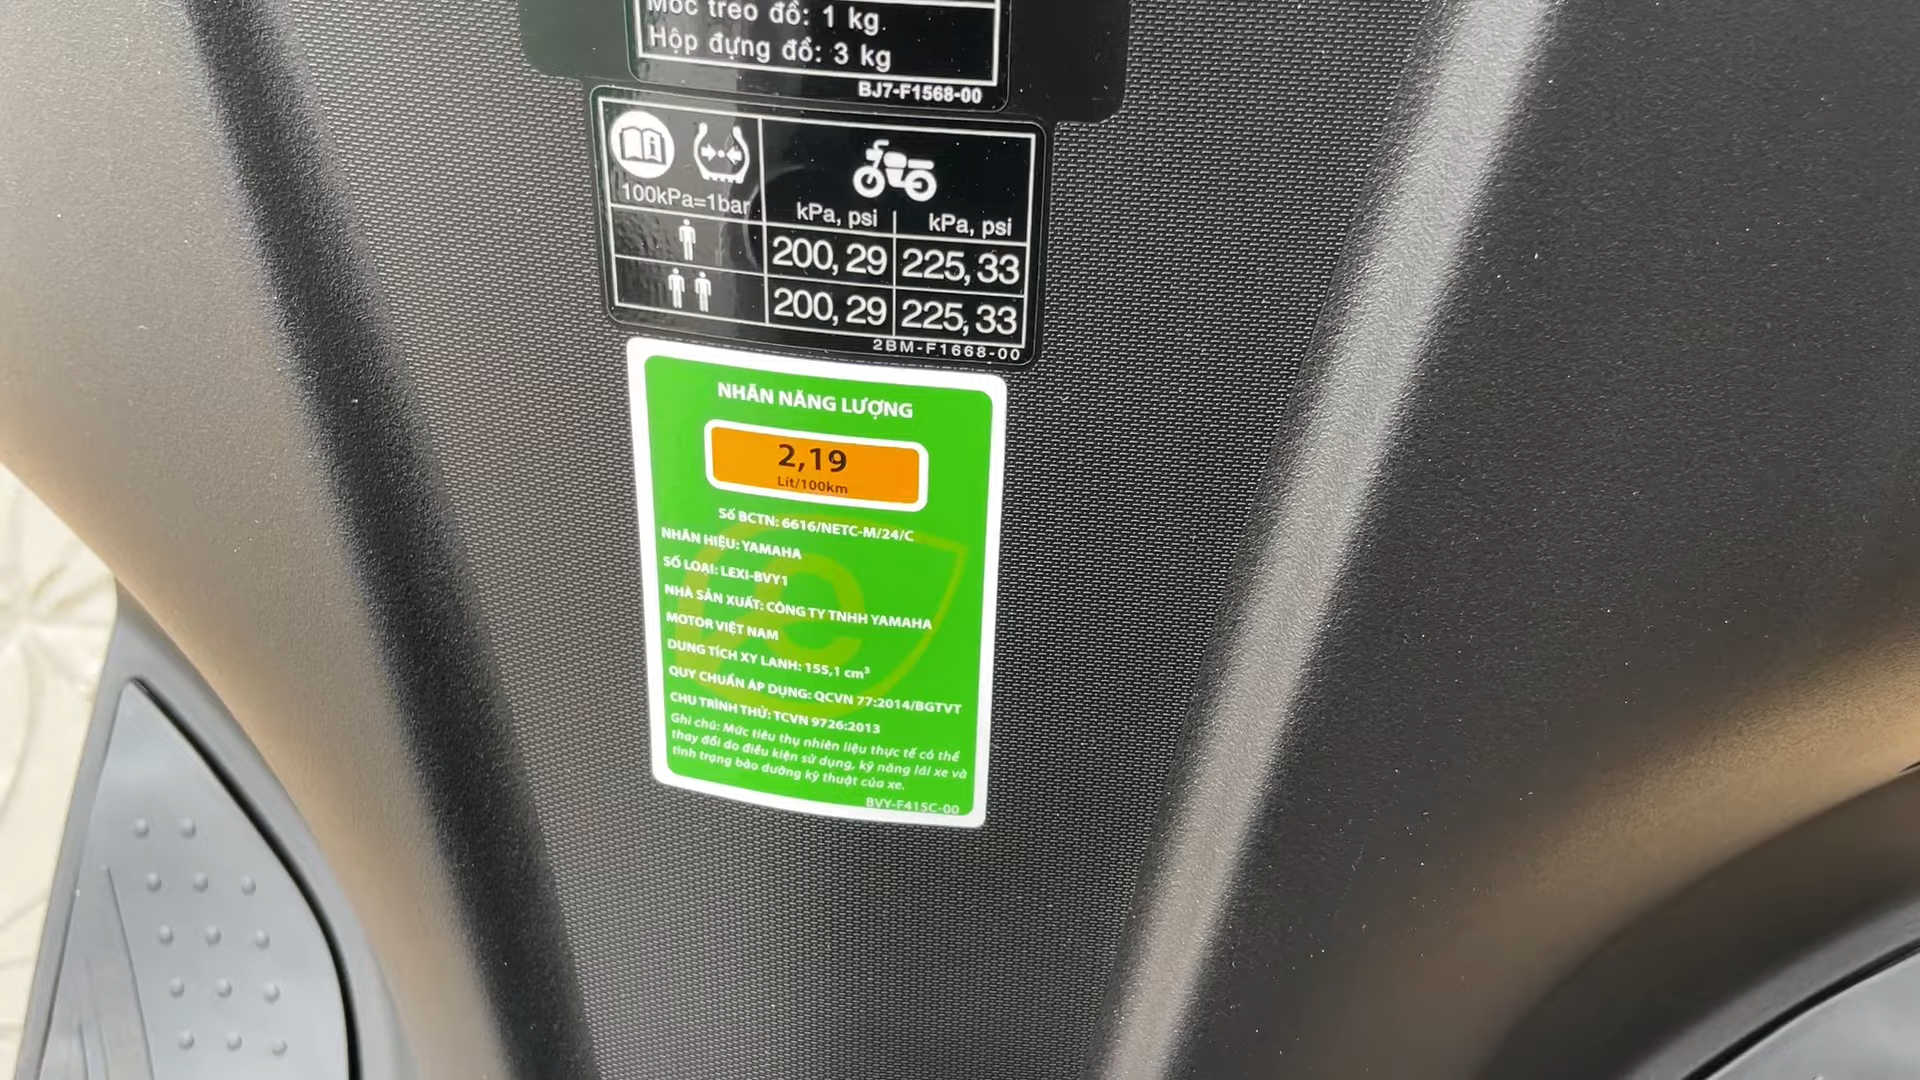 Móc treo đồ: 1 kg.
Hộp đựng đồ: 3 kg
BJ7-F1568-00
100kPa=1bar
kPa, psi kPa, psi
200, 29 225, 33
200, 29 225, 33
2BM-F1668-00
NHÃN NĂNG LƯỢNG
2,19
Lít/100km
Số BCTN: 6616/NETC-M/24/C
NHÃN HIỆU: YAMAHA
SỐ LOẠI: LEXI-BVY1
NHÀ SẢN XUẤT: CÔNG TY TNHH YAMAHA
MOTOR VIỆT NAM
DUNG TÍCH XY LANH: 155,1 cm³
QUY CHUẨN ÁP DỤNG: QCVN 77:2014/BGTVT
CHU TRÌNH THỬ: TCVN 9726:2013
Ghi chú: Mức tiêu thụ nhiên liệu thực tế có thể
thay đổi do điều kiện sử dụng, kỹ năng lái xe và
tình trạng bảo dưỡng kỹ thuật của xe.
BVY-F415C-00